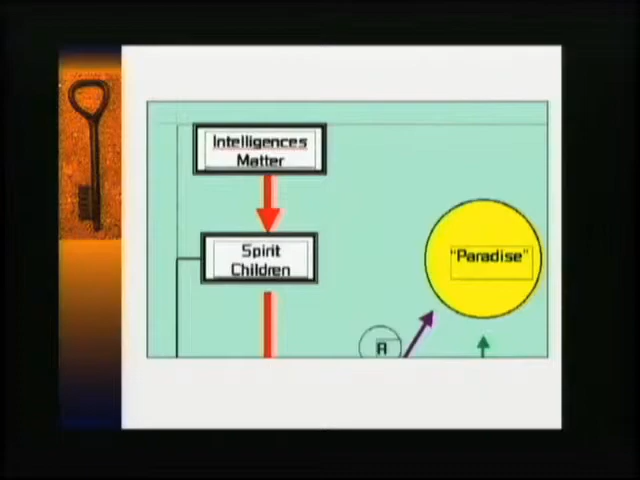 Intelligences
Matter
Spirit
Children
"Paradise"
A